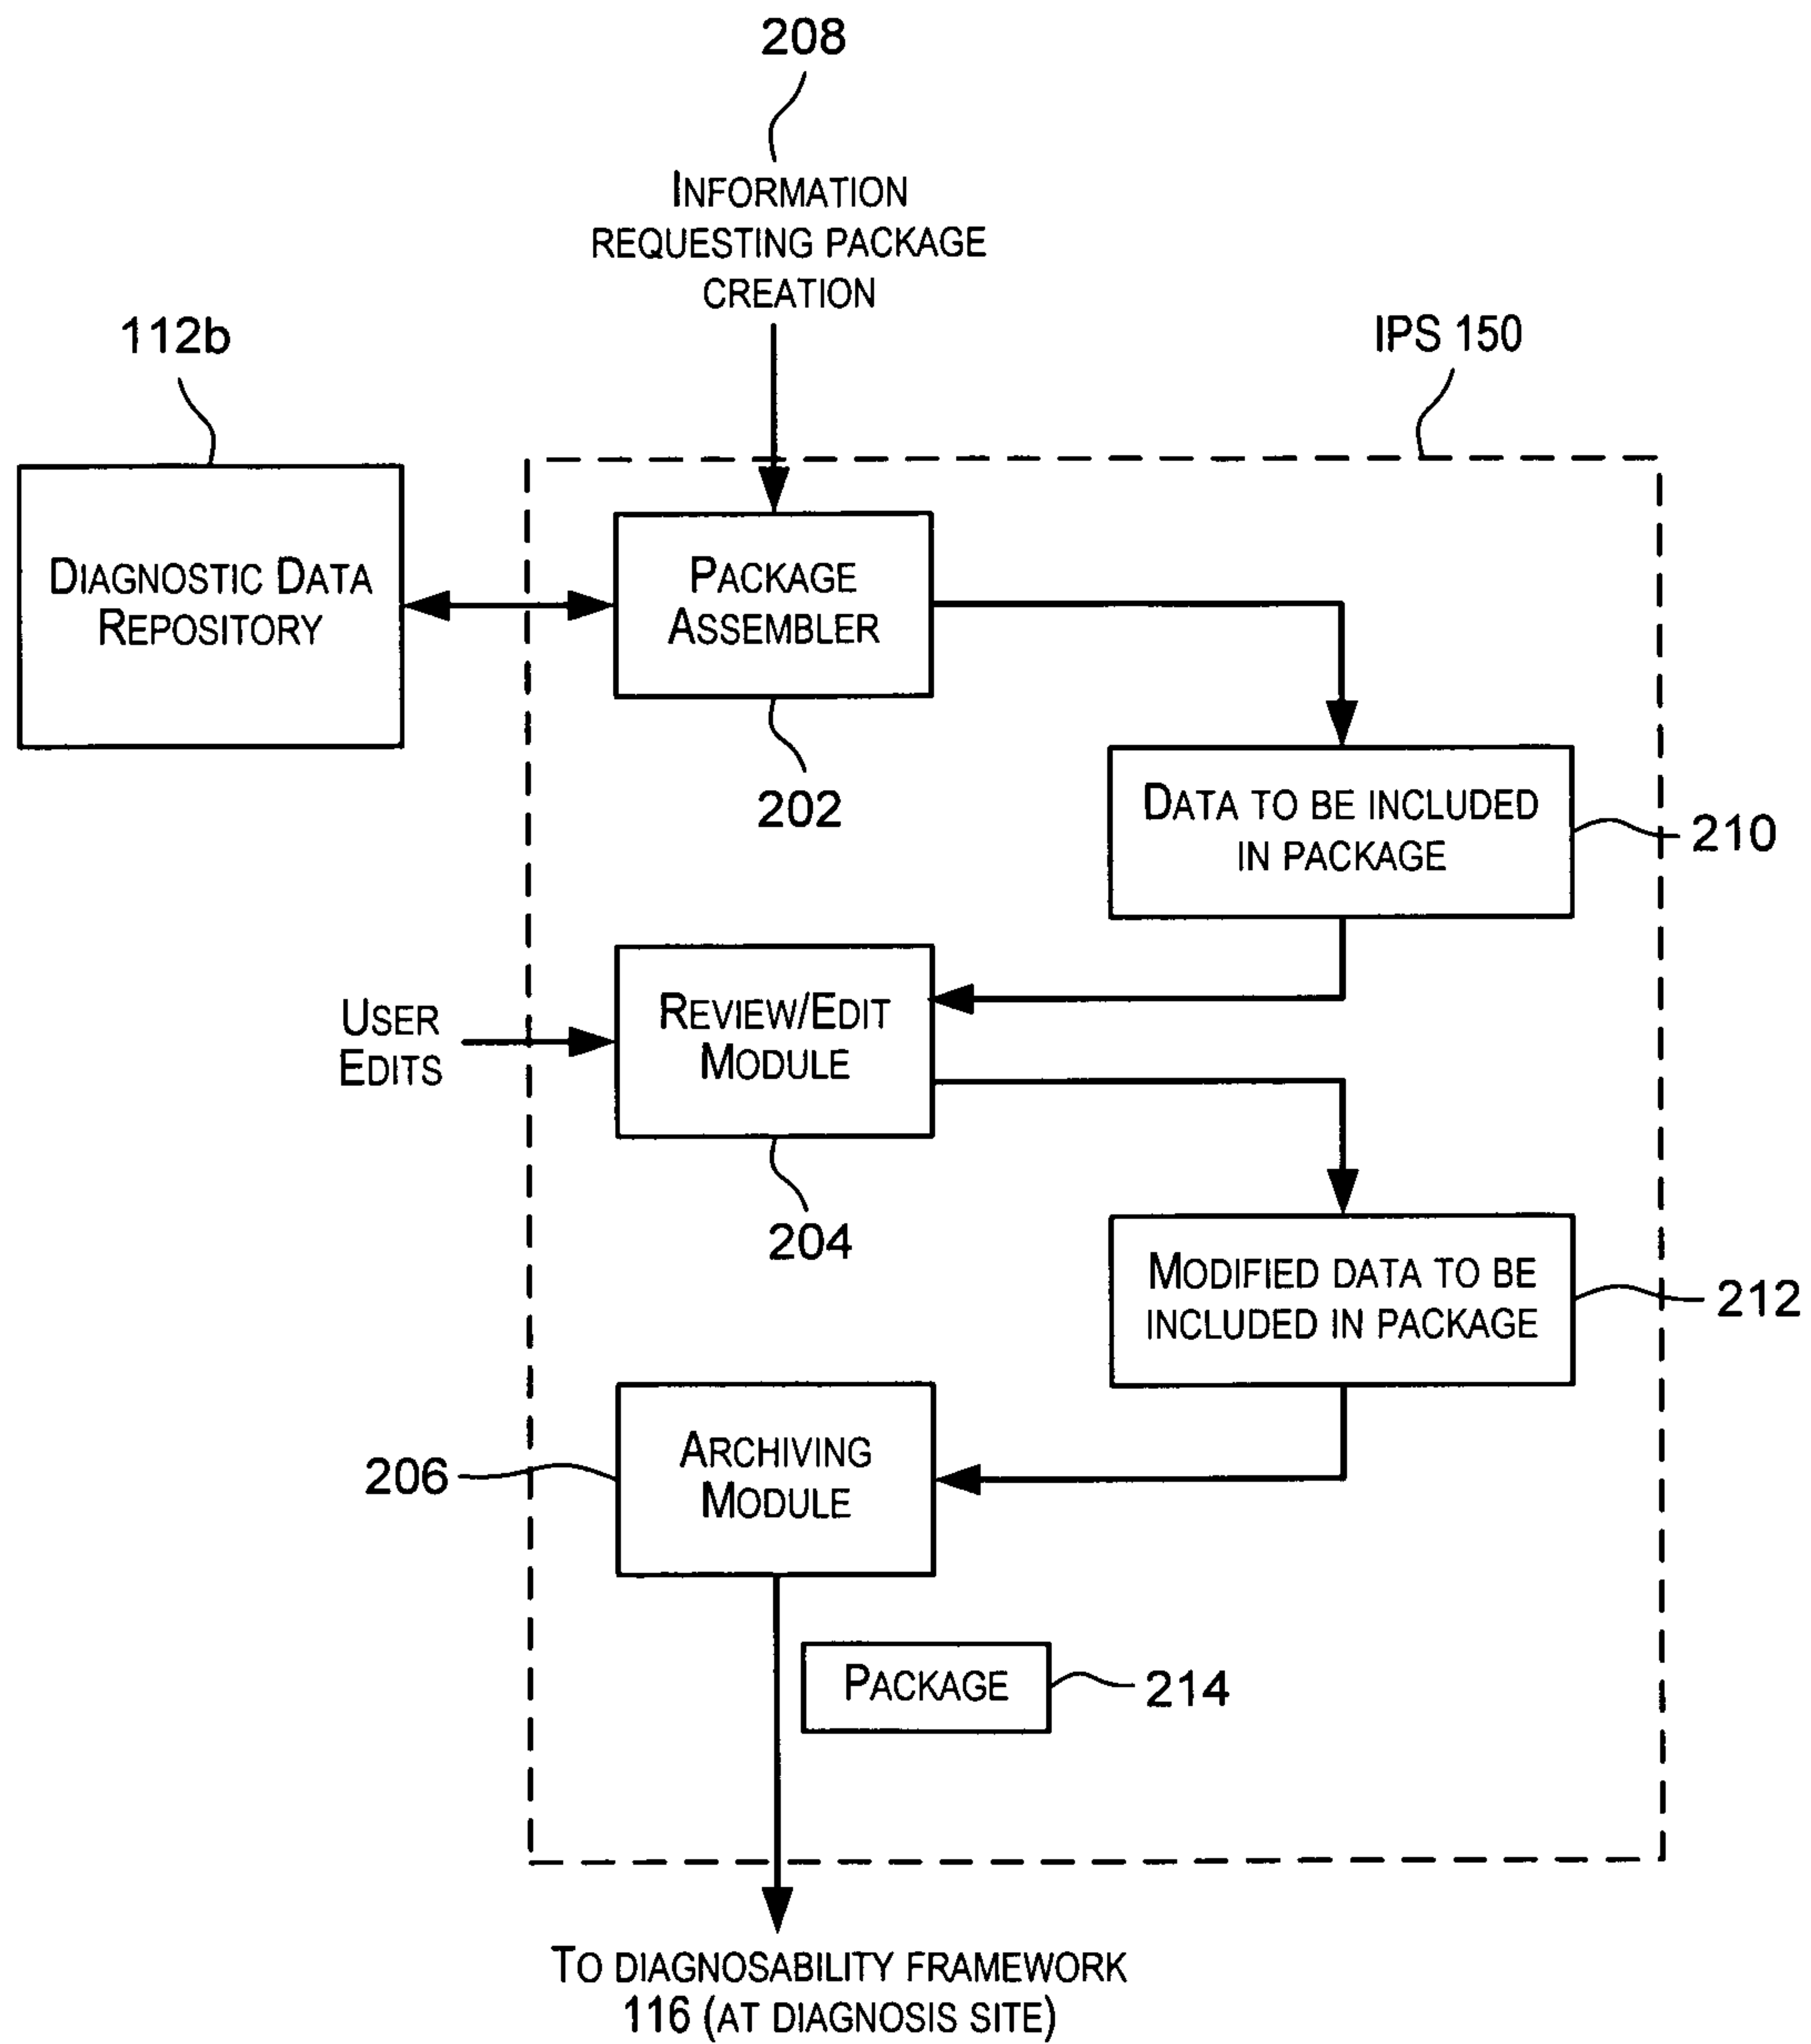 208
INFORMATION
REQUESTING PACKAGE
CREATION
112b
IPS 150
DIAGNOSTIC DATA
REPOSITORY
PACKAGE
ASSEMBLER
202
DATA TO BE INCLUDED
IN PACKAGE
210
USER
EDITS
REVIEW/EDIT
MODULE
204
MODIFIED DATA TO BE
INCLUDED IN PACKAGE
212
206
ARCHIVING
MODULE
PACKAGE
214
TO DIAGNOSABILITY FRAMEWORK
116 (AT DIAGNOSIS SITE)